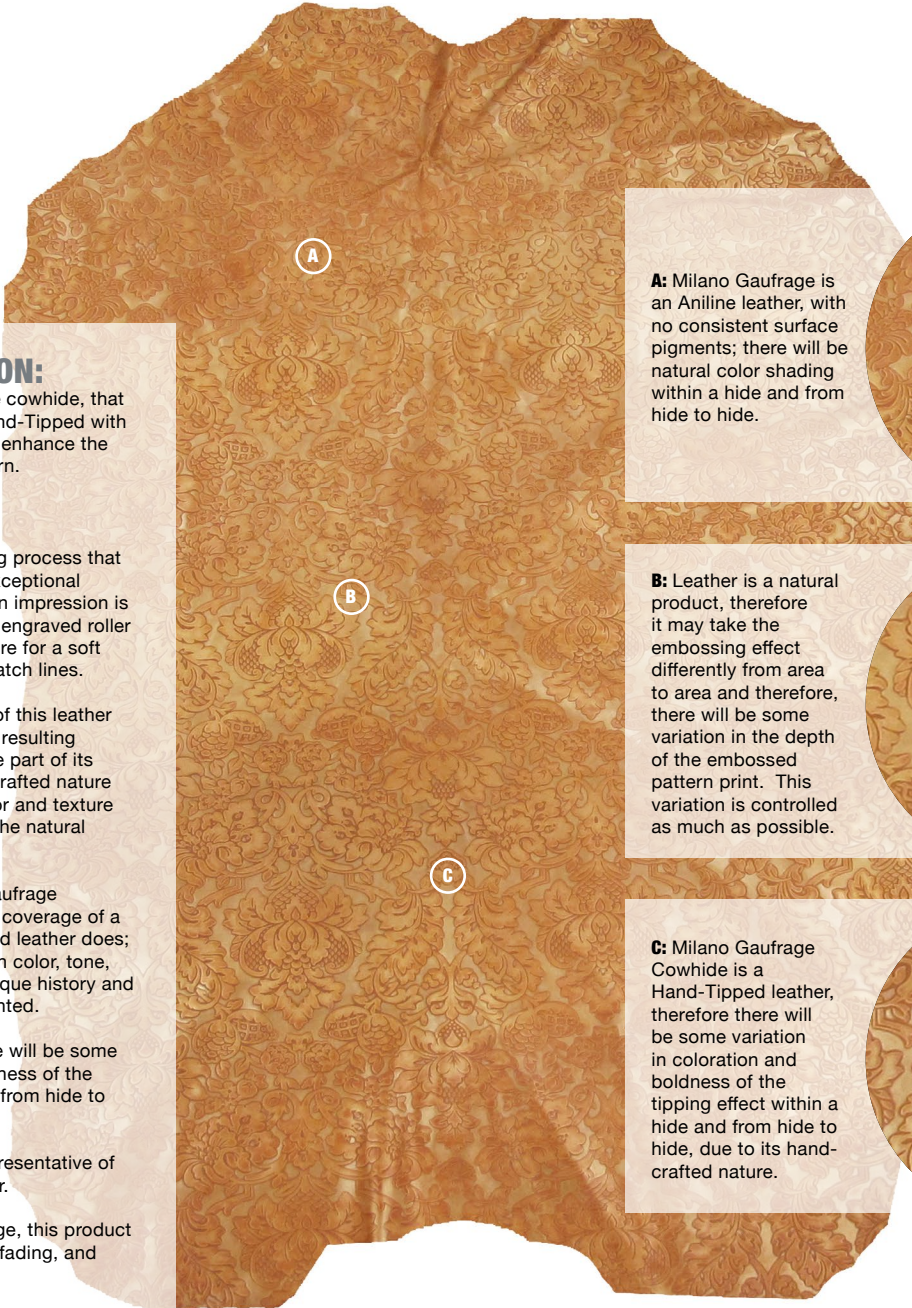 ON:
cowhide, that
nd-Tipped with
enhance the
rn.
g process that
ceptional
n impression is
engraved roller
re for a soft
atch lines.
of this leather
resulting
e part of its
rafted nature
or and texture
he natural
aufrage
coverage of a
d leather does;
n color, tone,
que history and
nted.
e will be some
ness of the
from hide to
resentative of
r.
ge, this product
fading, and
A
B
C
A: Milano Gaufrage is
an Aniline leather, with
no consistent surface
pigments; there will be
natural color shading
within a hide and from
hide to hide.
B: Leather is a natural
product, therefore
it may take the
embossing effect
differently from area
to area and therefore,
there will be some
variation in the depth
of the embossed
pattern print.  This
variation is controlled
as much as possible.
C: Milano Gaufrage
Cowhide is a
Hand-Tipped leather,
therefore there will
be some variation
in coloration and
boldness of the
tipping effect within a
hide and from hide to
hide, due to its hand-
crafted nature.